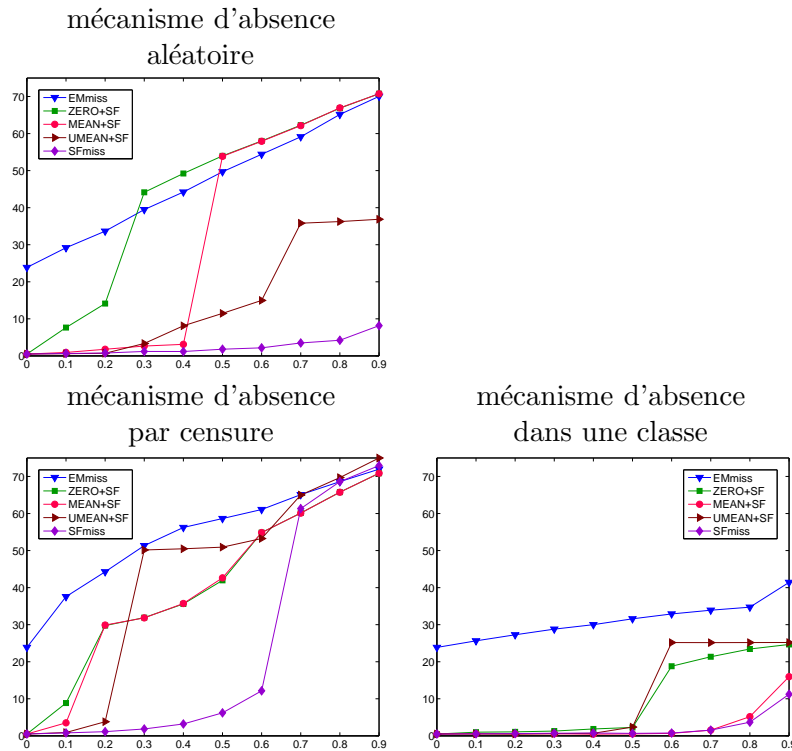 mécanisme d'absence
aléatoire
70
60
50
40
30
20
10
0
0 0.1 0.2 0.3 0.4 0.5 0.6 0.7 0.8 0.9
EMmiss
ZERO+SF
MEAN+SF
UMEAN+SF
SFmiss
mécanisme d'absence
par censure
70
60
50
40
30
20
10
0
0 0.1 0.2 0.3 0.4 0.5 0.6 0.7 0.8 0.9
EMmiss
ZERO+SF
MEAN+SF
UMEAN+SF
SFmiss
mécanisme d'absence
dans une classe
70
60
50
40
30
20
10
0
0 0.1 0.2 0.3 0.4 0.5 0.6 0.7 0.8 0.9
EMmiss
ZERO+SF
MEAN+SF
UMEAN+SF
SFmiss